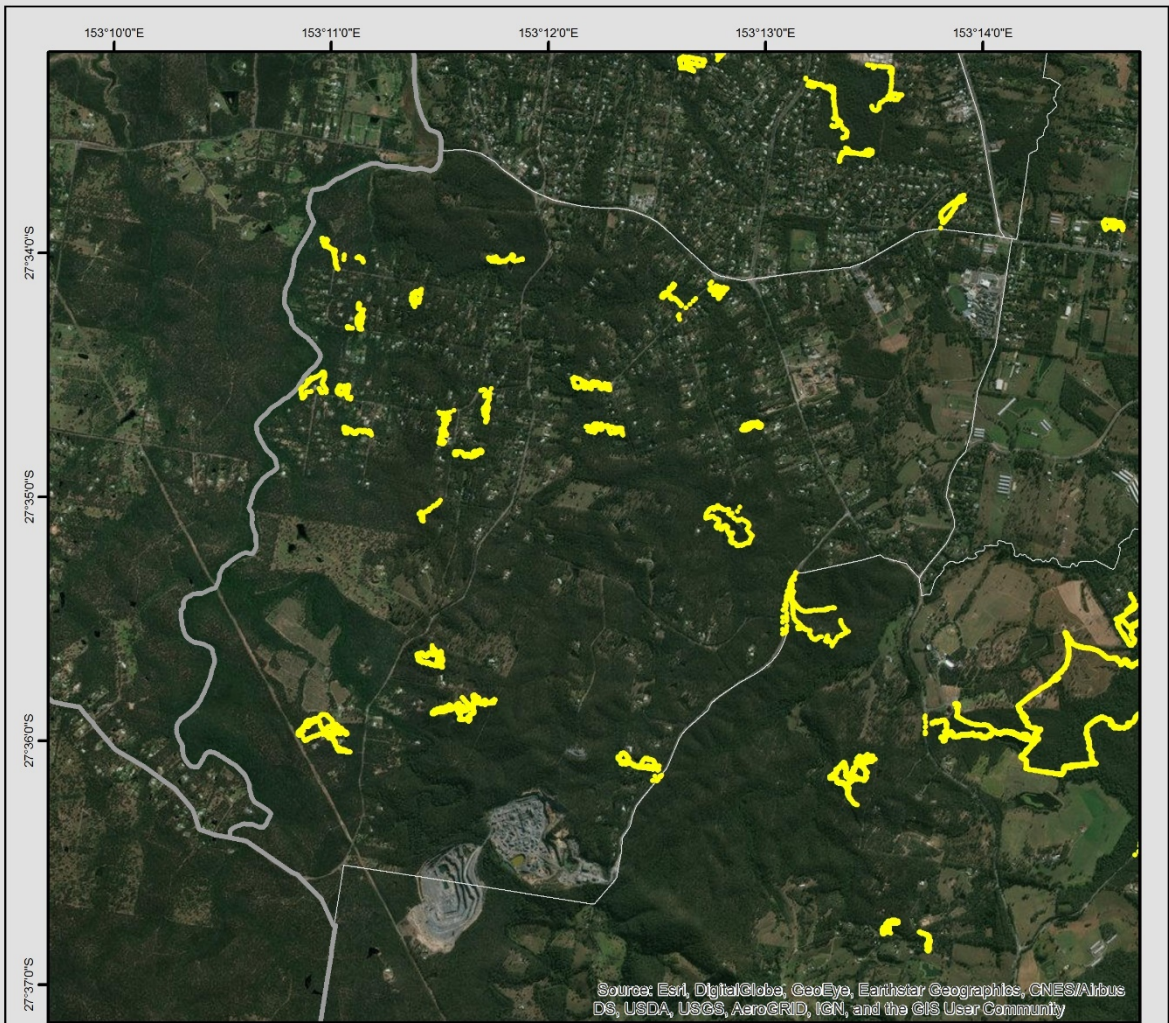 153°10'0"E 153°11'0"E 153°12'0"E 153°13'0"E 153°14'0"E
27°34'0"S
27°35'0"S
27°36'0"S
27°37'0"S
Source: Esri, DigitalGlobe, GeoEye, Earthstar Geographics, CNES/Airbus
DS, USDA, USGS, AeroGRID, IGN, and the GIS User Community